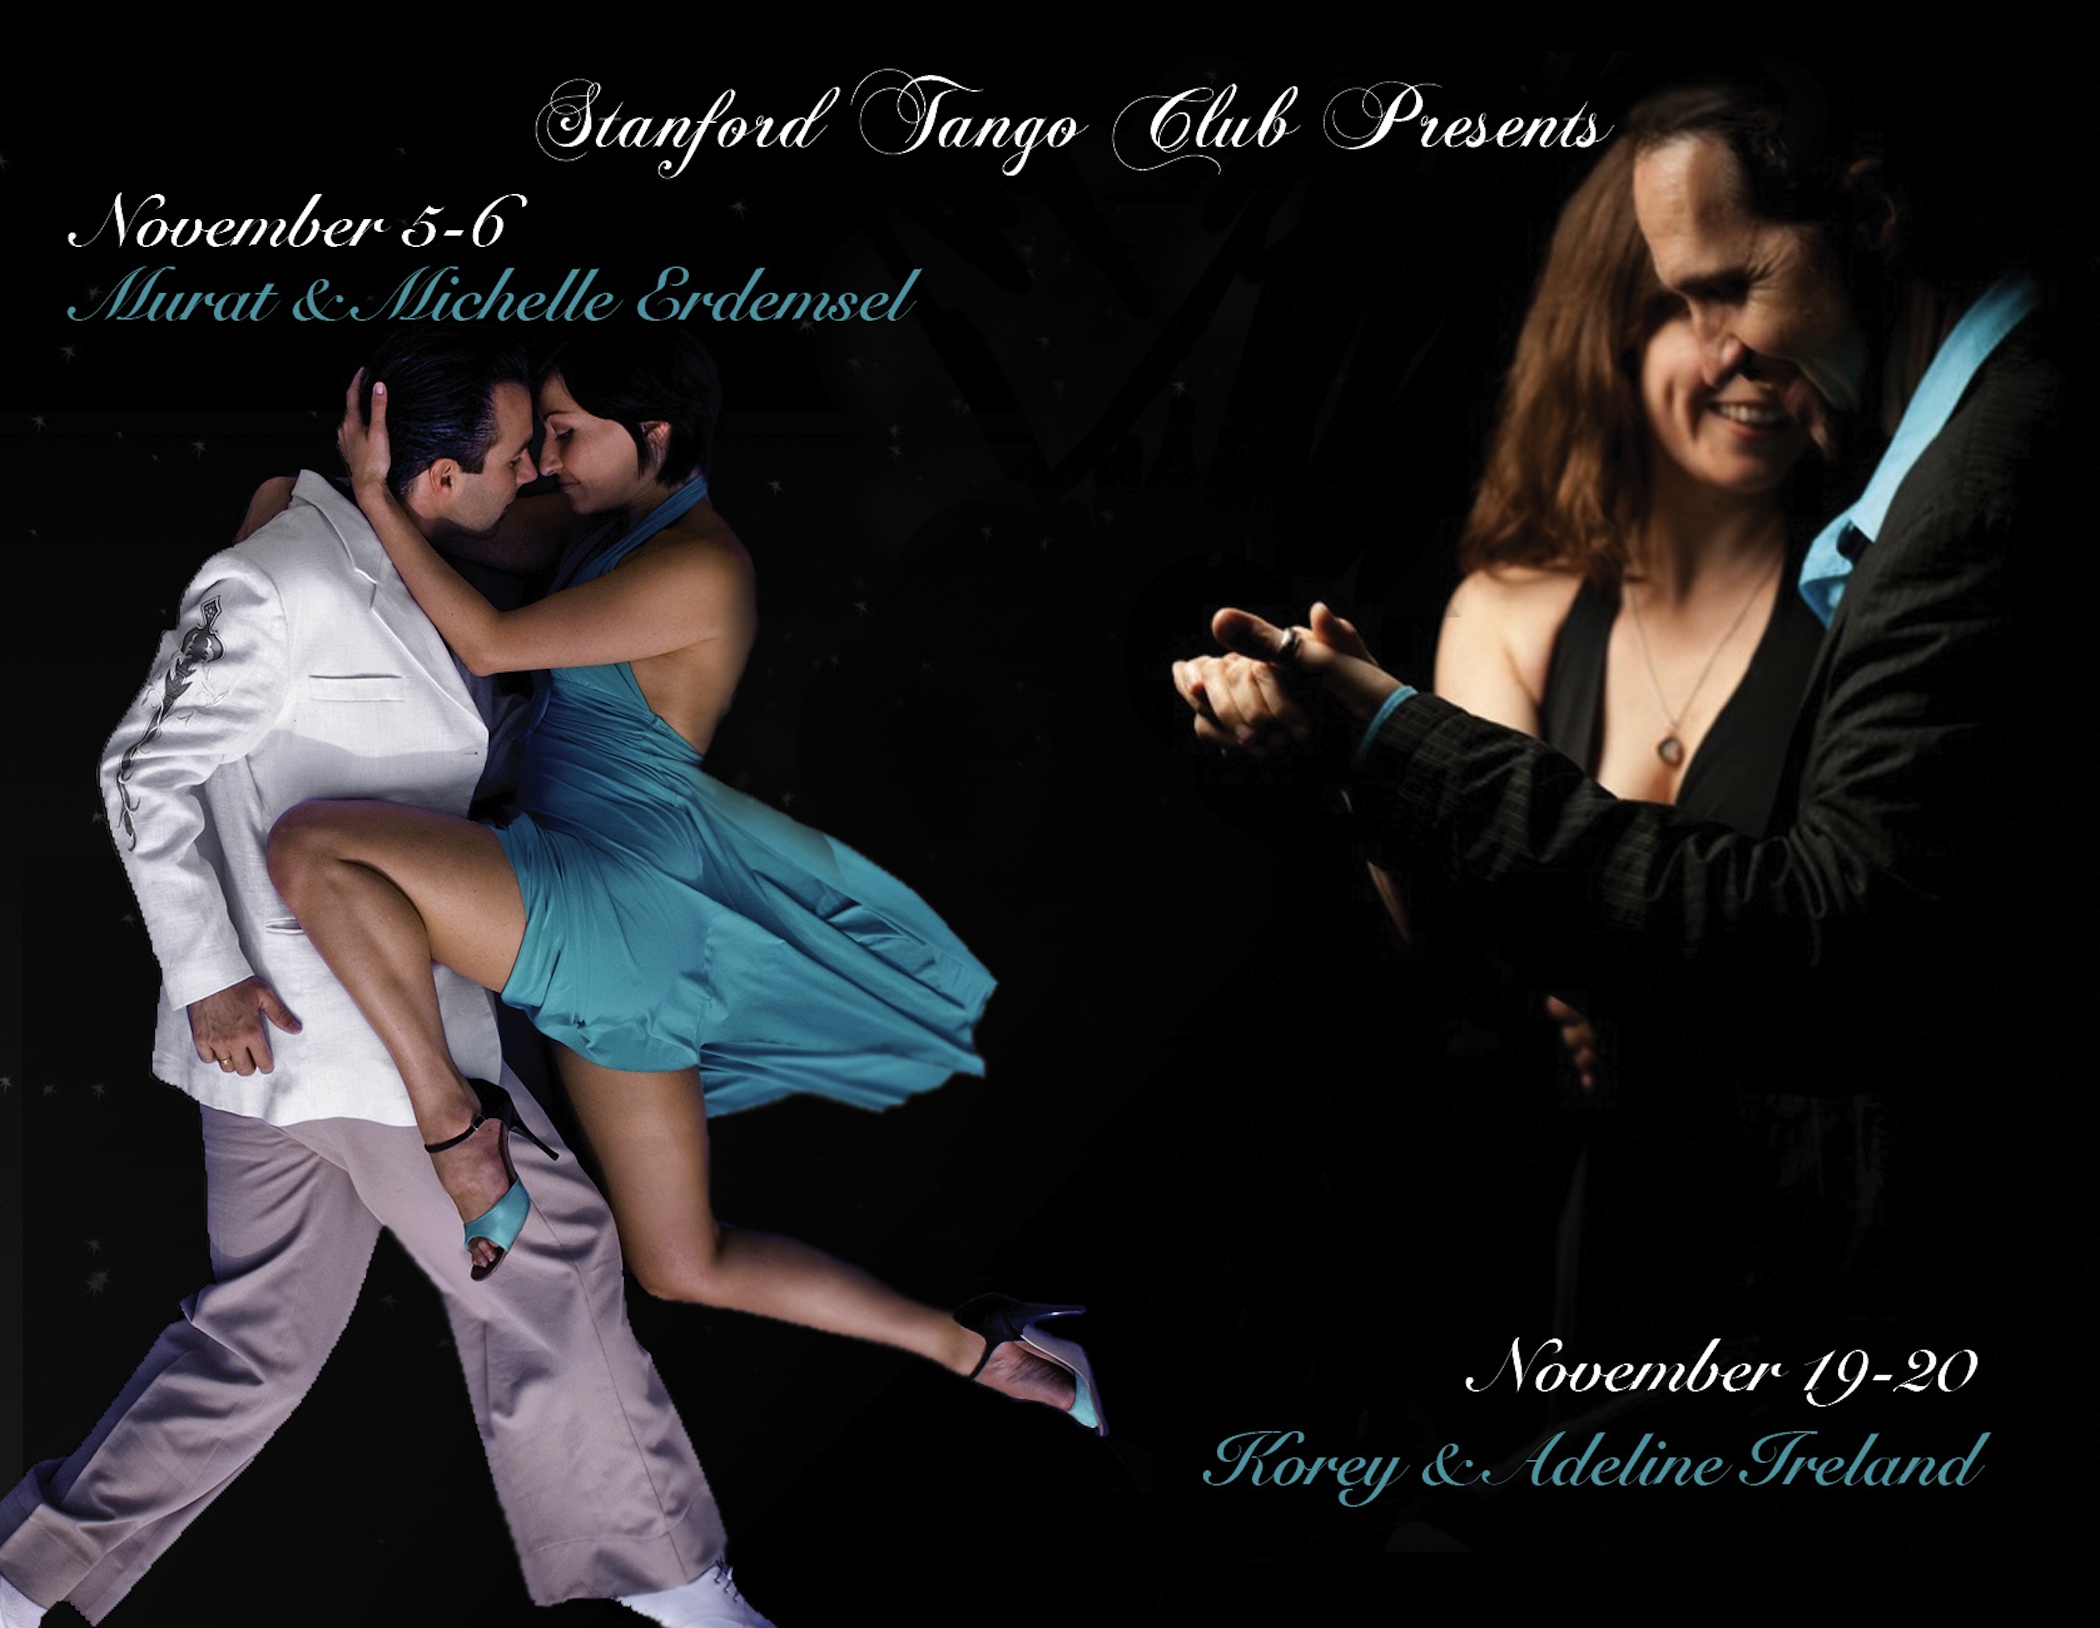 Stanford Tango Club Presents
November 5-6
Murat & Michelle Erdemsel
November 19-20
Korey & Adeline Ireland